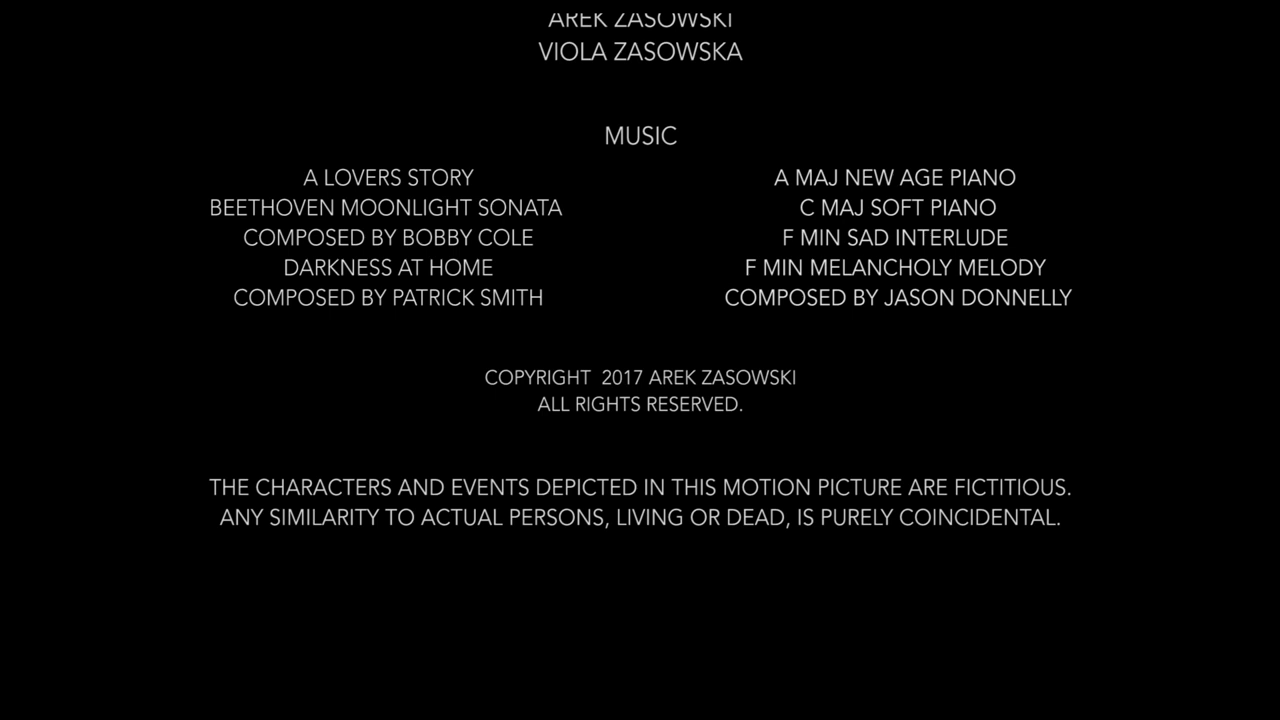 AREK ZASOWSKI
VIOLA ZASOWSKA
MUSIC
A LOVERS STORY
BEETHOVEN MOONLIGHT SONATA
COMPOSED BY BOBBY COLE
DARKNESS AT HOME
COMPOSED BY PATRICK SMITH
A MAJ NEW AGE PIANO
C MAJ SOFT PIANO
F MIN SAD INTERLUDE
F MIN MELANCHOLY MELODY
COMPOSED BY JASON DONNELLY
COPYRIGHT 2017 AREK ZASOWSKI
ALL RIGHTS RESERVED.
THE CHARACTERS AND EVENTS DEPICTED IN THIS MOTION PICTURE ARE FICTITIOUS.
ANY SIMILARITY TO ACTUAL PERSONS, LIVING OR DEAD, IS PURELY COINCIDENTAL.